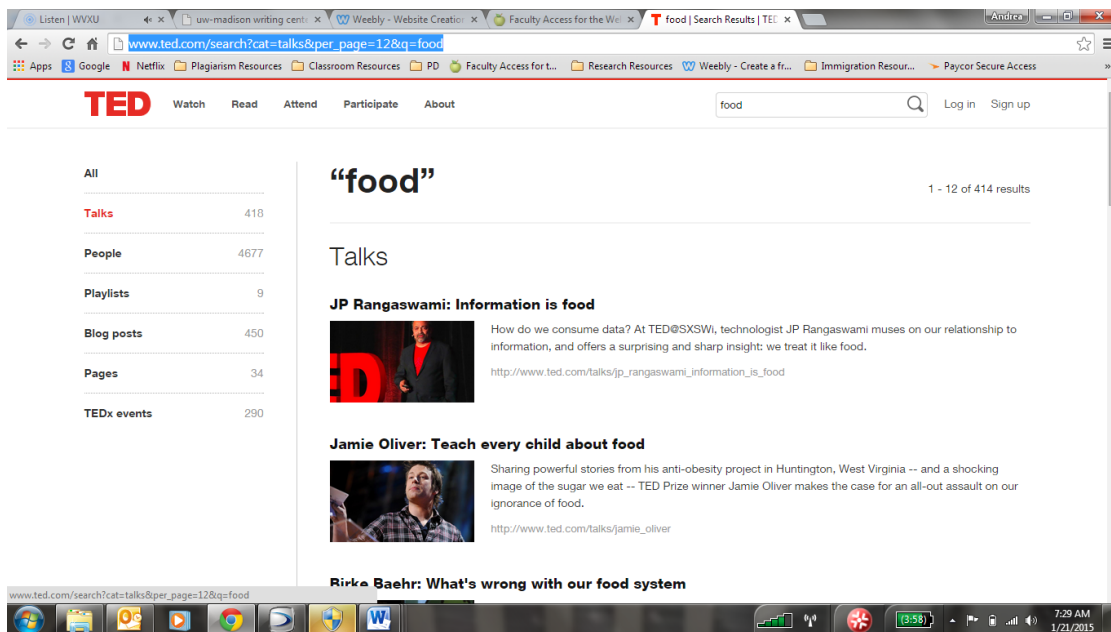 Listen | WVXU
uw-madison writing cente
Weebly - Website Creation
Faculty Access for the We
food | Search Results | TED
Andrea
www.ted.com/search?cat=talks&per_page=12&q=food
Apps Google Netflix Plagiarism Resources Classroom Resources PD Faculty Access for t... Research Resources Weebly - Create a fr... Immigration Resour... Paycor Secure Access »
TED Watch Read Attend Participate About food Log in Sign up
All
Talks 418
People 4677
Playlists 9
Blog posts 450
Pages 34
TEDx events 290
“food”
1 - 12 of 414 results
Talks
JP Rangaswami: Information is food
How do we consume data? At TED@SXSWi, technologist JP Rangaswami muses on our relationship to
information, and offers a surprising and sharp insight: we treat it like food.
http://www.ted.com/talks/jp_rangaswami_information_is_food
Jamie Oliver: Teach every child about food
Sharing powerful stories from his anti-obesity project in Huntington, West Virginia -- and a shocking
image of the sugar we eat -- TED Prize winner Jamie Oliver makes the case for an all-out assault on our
ignorance of food.
http://www.ted.com/talks/jamie_oliver
Birke Baehr: What's wrong with our food system
www.ted.com/search?cat=talks&per_page=12&q=food
(3:58)
7:29 AM
1/21/2015